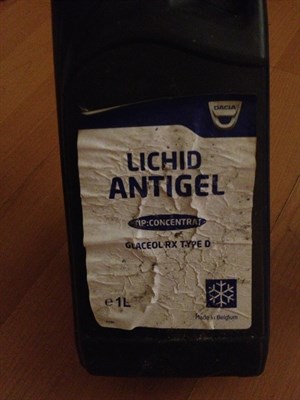 DACIA
LICHID
ANTIGEL
TIP:CONCENTRAT
GLACEOL RX TYPE D
e 1L
Made in Belgium